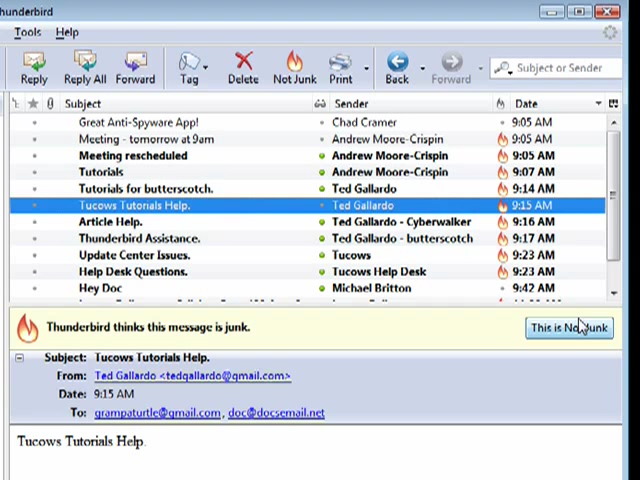 hunderbird
Tools Help
Reply Reply All Forward Tag Delete Not Junk Print Back Forward Subject or Sender
Subject Sender Date
Great Anti-Spyware App! Chad Cramer 9:05 AM
Meeting - tomorrow at 9am Andrew Moore-Crispin 9:05 AM
Meeting rescheduled Andrew Moore-Crispin 9:05 AM
Tutorials Andrew Moore-Crispin 9:07 AM
Tutorials for butterscotch. Ted Gallardo 9:14 AM
Tucows Tutorials Help. Ted Gallardo 9:15 AM
Article Help. Ted Gallardo - Cyberwalker 9:16 AM
Thunderbird Assistance. Ted Gallardo - butterscotch 9:17 AM
Update Center Issues. Tucows 9:23 AM
Help Desk Questions. Tucows Help Desk 9:23 AM
Hey Doc Michael Britton 9:42 AM
Thunderbird thinks this message is junk. This is Not Junk
Subject: Tucows Tutorials Help.
From: Ted Gallardo <tedgallardo@gmail.com>
Date: 9:15 AM
To: grampaturtle@gmail.com, doc@docsemail.net
Tucows Tutorials Help.